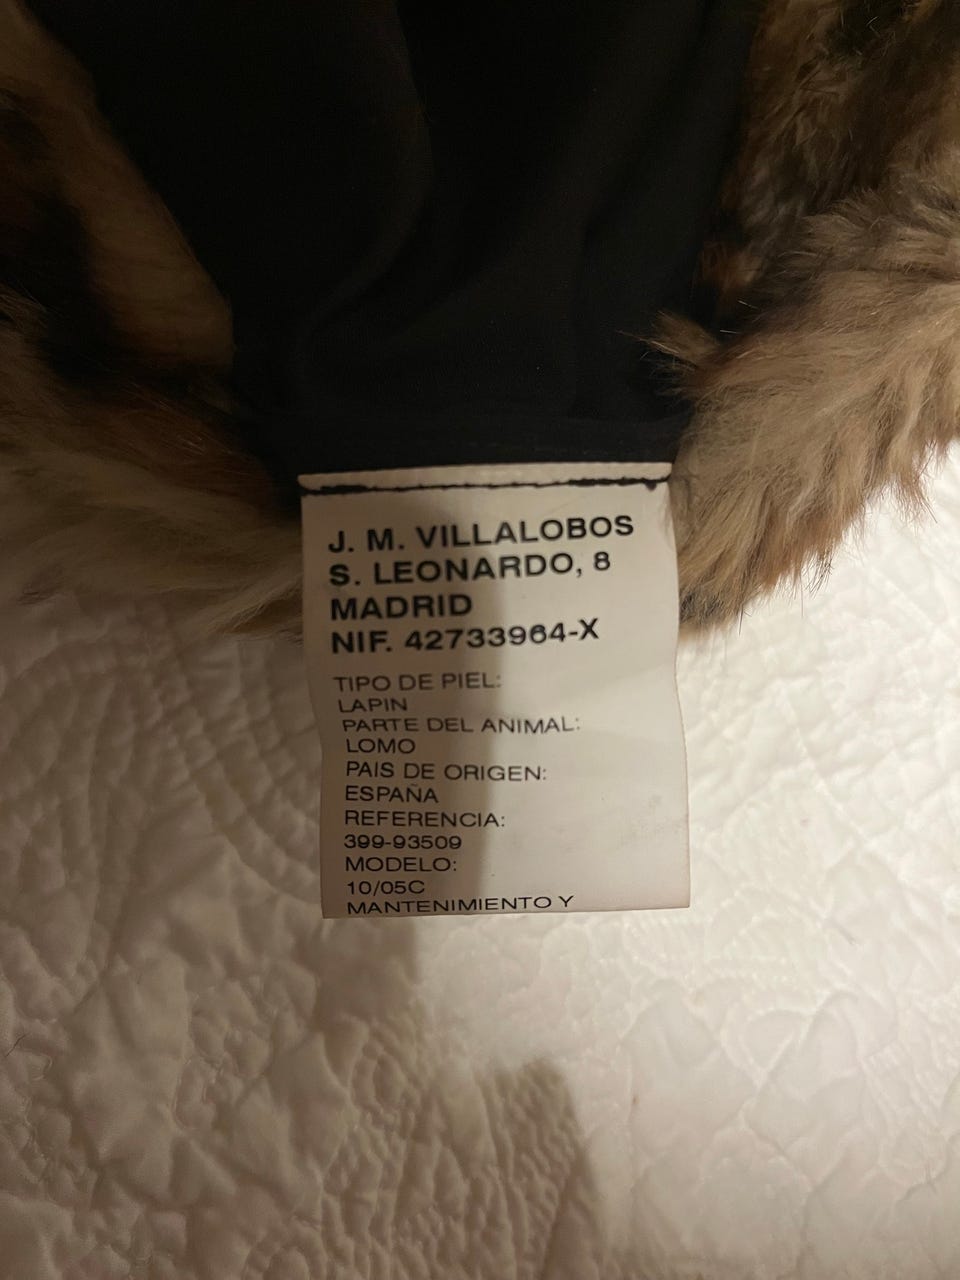 J. M. VILLALOBOS
S. LEONARDO, 8
MADRID
NIF. 42733964-X
TIPO DE PIEL:
LAPIN
PARTE DEL ANIMAL:
LOMO
PAIS DE ORIGEN:
ESPAÑA
REFERENCIA:
399-93509
MODELO:
10/05C
MANTENIMIENTO Y